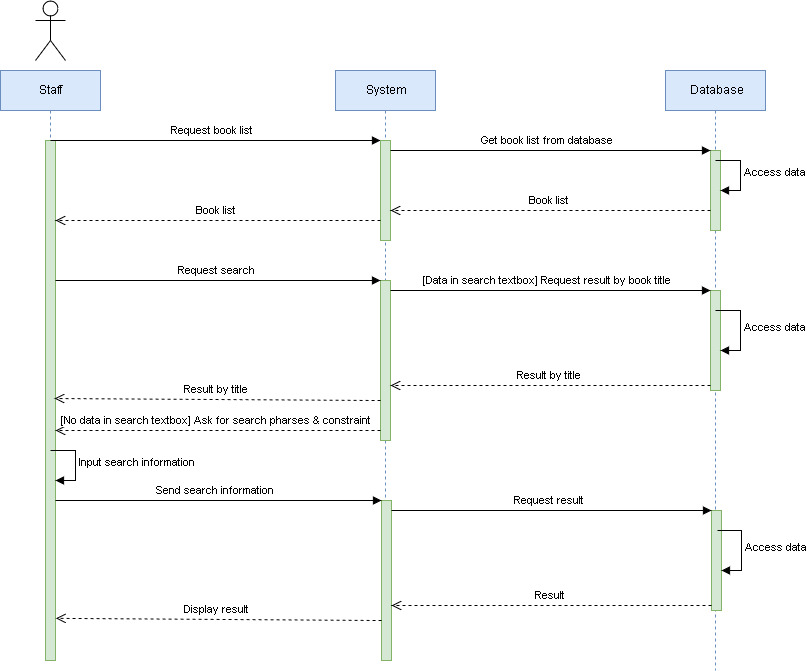 Staff
System
Database
Request book list
Get book list from database
Access data
Book list
Book list
Request search
[Data in search textbox] Request result by book title
Access data
Result by title
Result by title
[No data in search textbox] Ask for search pharses & constraint
Input search information
Send search information
Request result
Access data
Result
Display result